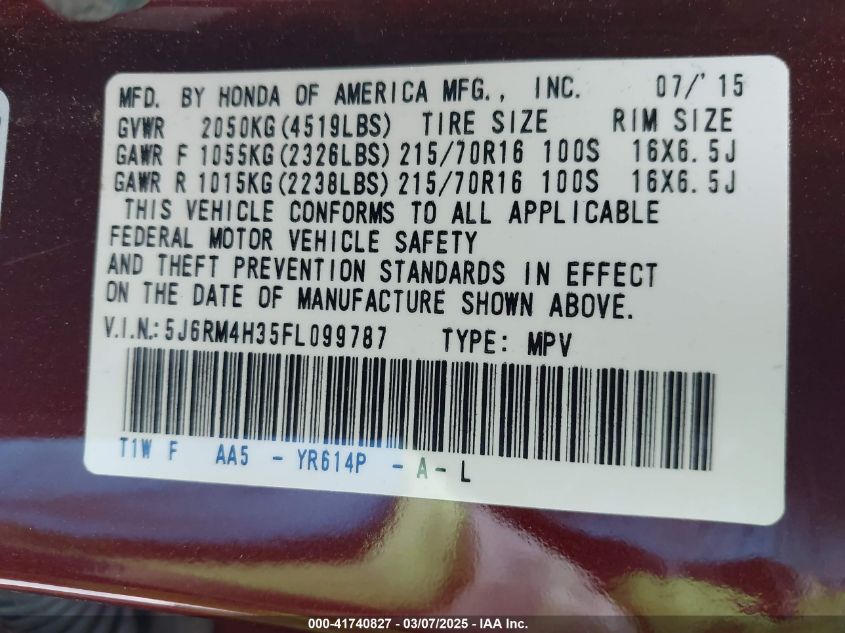 MFD. BY HONDA OF AMERICA MFG., INC. 07/'15
GVWR 2050KG(4519LBS) TIRE SIZE RIM SIZE
GAWR F 1055KG(2326LBS) 215/70R16 100S 16X6.5J
GAWR R 1015KG(2238LBS) 215/70R16 100S 16X6.5J
THIS VEHICLE CONFORMS TO ALL APPLICABLE
FEDERAL MOTOR VEHICLE SAFETY
AND THEFT PREVENTION STANDARDS IN EFFECT
ON THE DATE OF MANUFACTURE SHOWN ABOVE.
V.I.N.: 5J6RM4H35FL099787 TYPE: MPV
T1W F AA5 - YR614P - A - L
000-41740827 - 03/07/2025 - IAA Inc.